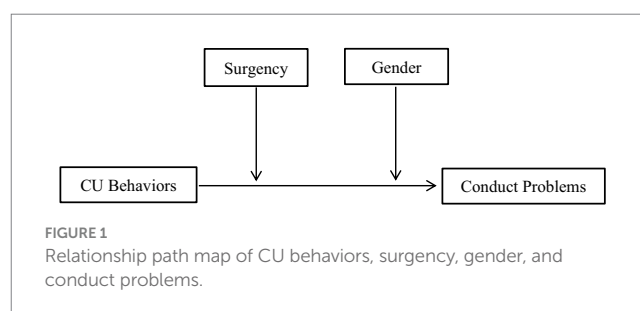 Surgency
Gender
CU Behaviors
Conduct Problems
FIGURE 1
Relationship path map of CU behaviors, surgency, gender, and
conduct problems.